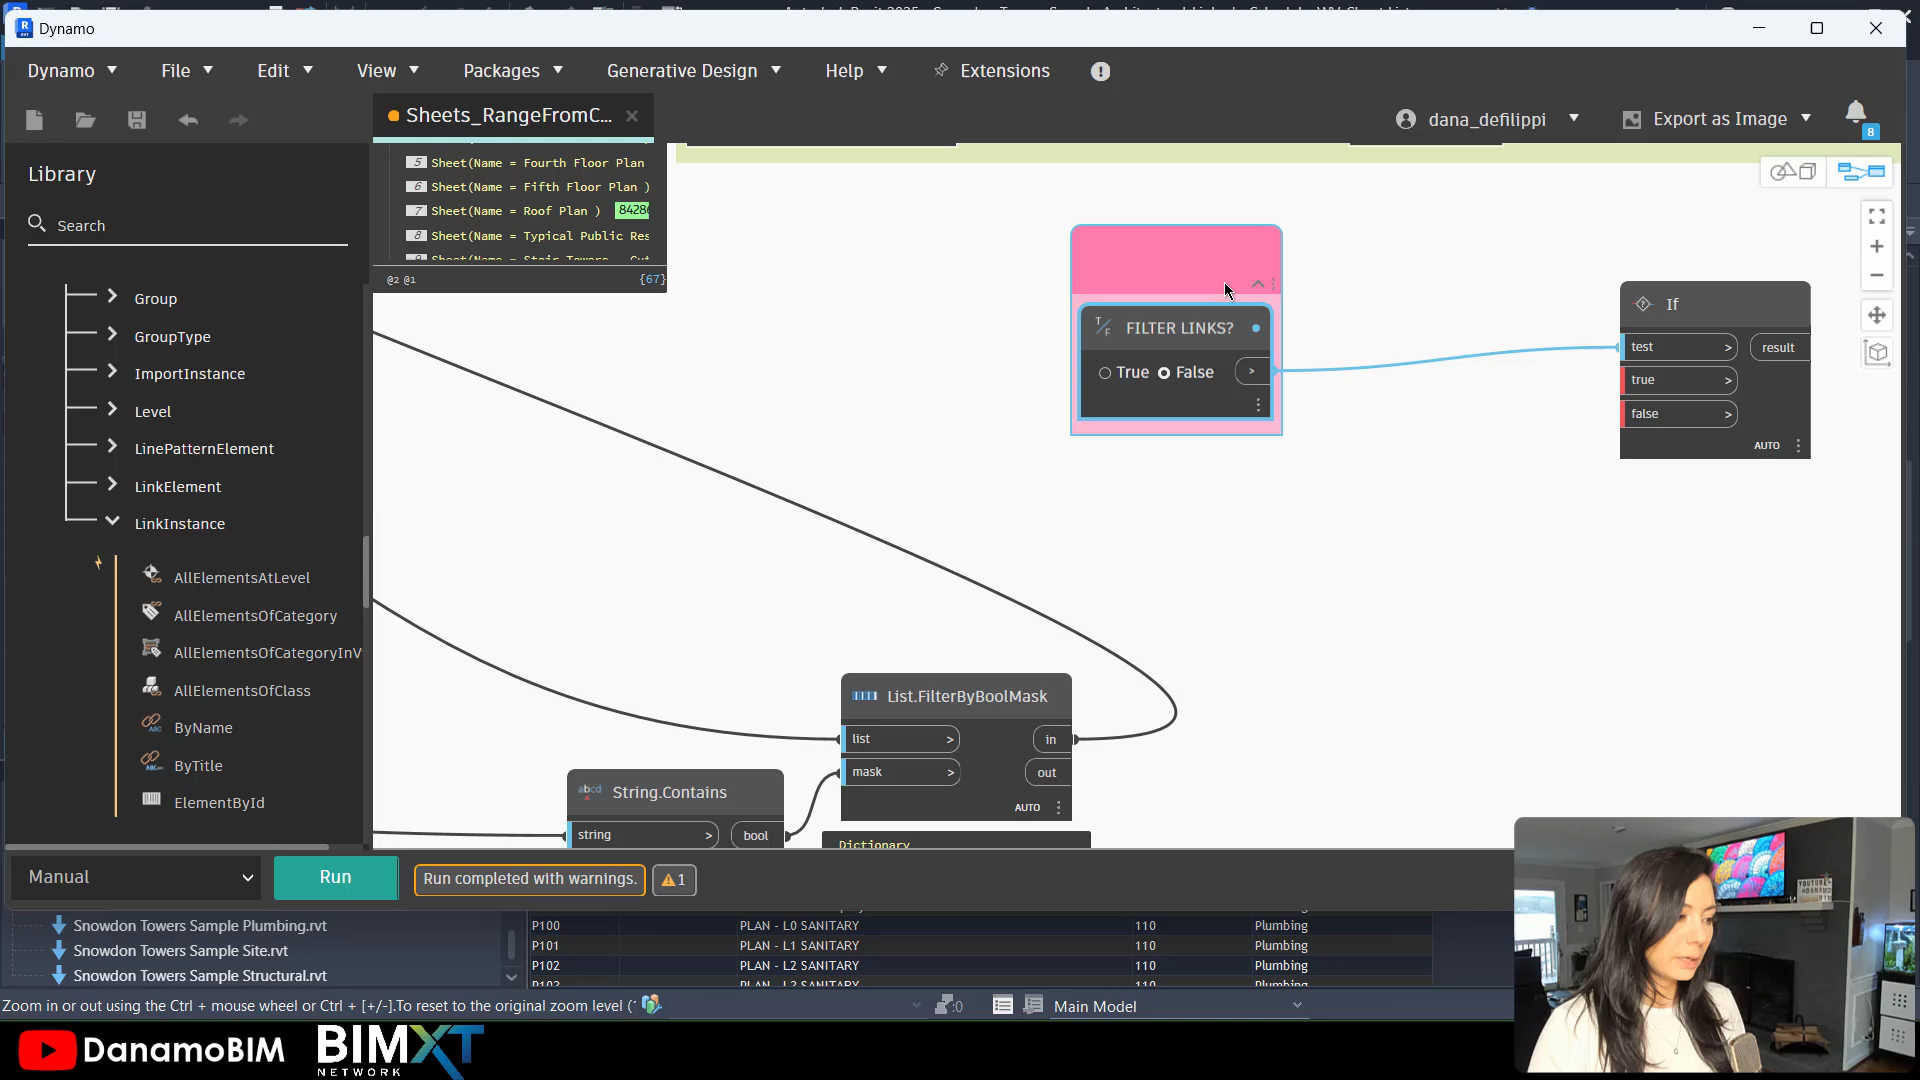 Dynamo
Dynamo File Edit View Packages Generative Design Help Extensions
Sheets_RangeFromC...
dana_defilippi
Export as Image
8
Library
Search
Group
GroupType
ImportInstance
Level
LinePatternElement
LinkElement
LinkInstance
AllElementsAtLevel
AllElementsOfCategory
AllElementsOfCategoryInV
AllElementsOfClass
ByName
ByTitle
ElementById
5 Sheet(Name = Fourth Floor Plan
6 Sheet(Name = Fifth Floor Plan )
7 Sheet(Name = Roof Plan ) 84286
8 Sheet(Name = Typical Public Res
@2 @1 {67}
FILTER LINKS?
True False >
If
test > result
true >
false >
AUTO
List.FilterByBoolMask
list > in
mask > out
AUTO
String.Contains
string > bool
Dictionary
Manual
Run
Run completed with warnings.
1
Snowdon Towers Sample Plumbing.rvt
Snowdon Towers Sample Site.rvt
Snowdon Towers Sample Structural.rvt
P100 PLAN - L0 SANITARY 110 Plumbing
P101 PLAN - L1 SANITARY 110 Plumbing
P102 PLAN - L2 SANITARY 110 Plumbing
Zoom in or out using the Ctrl + mouse wheel or Ctrl + [+/-].To reset to the original zoom level (
:0
Main Model
DanamoBIM
BIMXT
NETWORK